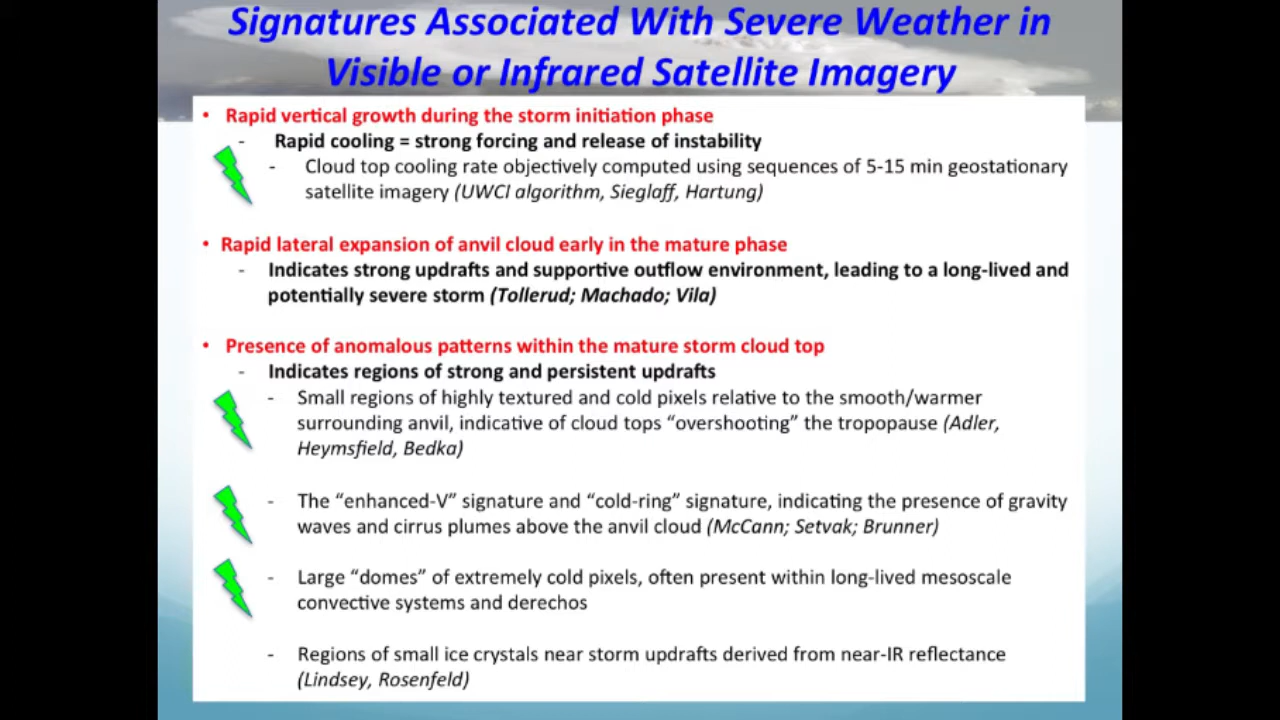 Signatures Associated With Severe Weather in
Visible or Infrared Satellite Imagery
• Rapid vertical growth during the storm initiation phase
- Rapid cooling = strong forcing and release of instability
- Cloud top cooling rate objectively computed using sequences of 5-15 min geostationary
satellite imagery (UWCI algorithm, Sieglaff, Hartung)
• Rapid lateral expansion of anvil cloud early in the mature phase
- Indicates strong updrafts and supportive outflow environment, leading to a long-lived and
potentially severe storm (Tollerud; Machado; Vila)
• Presence of anomalous patterns within the mature storm cloud top
- Indicates regions of strong and persistent updrafts
- Small regions of highly textured and cold pixels relative to the smooth/warmer
surrounding anvil, indicative of cloud tops “overshooting” the tropopause (Adler,
Heymsfield, Bedka)
- The “enhanced-V” signature and “cold-ring” signature, indicating the presence of gravity
waves and cirrus plumes above the anvil cloud (McCann; Setvak; Brunner)
- Large “domes” of extremely cold pixels, often present within long-lived mesoscale
convective systems and derechos
- Regions of small ice crystals near storm updrafts derived from near-IR reflectance
(Lindsey, Rosenfeld)